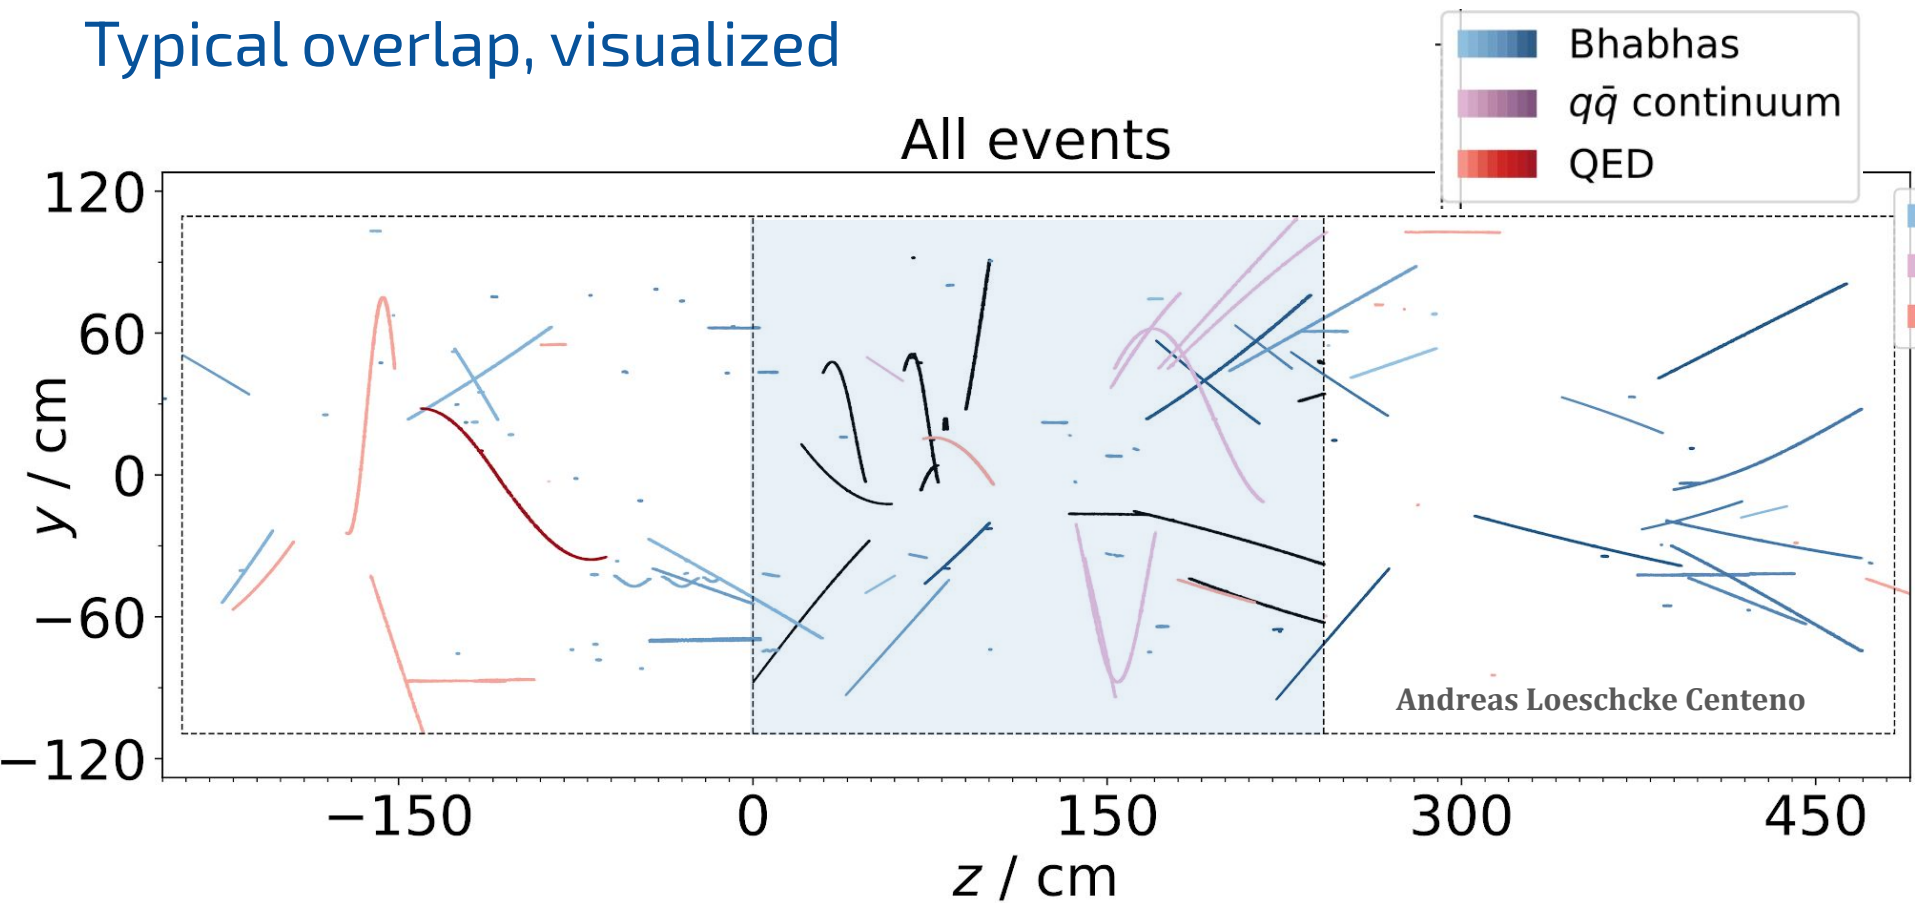 Typical overlap, visualized
Bhabhas
qq̄ continuum
QED
All events
120
60
0
−60
−120
y / cm
−150
0
150
300
450
z / cm
Andreas Loeschcke Centeno